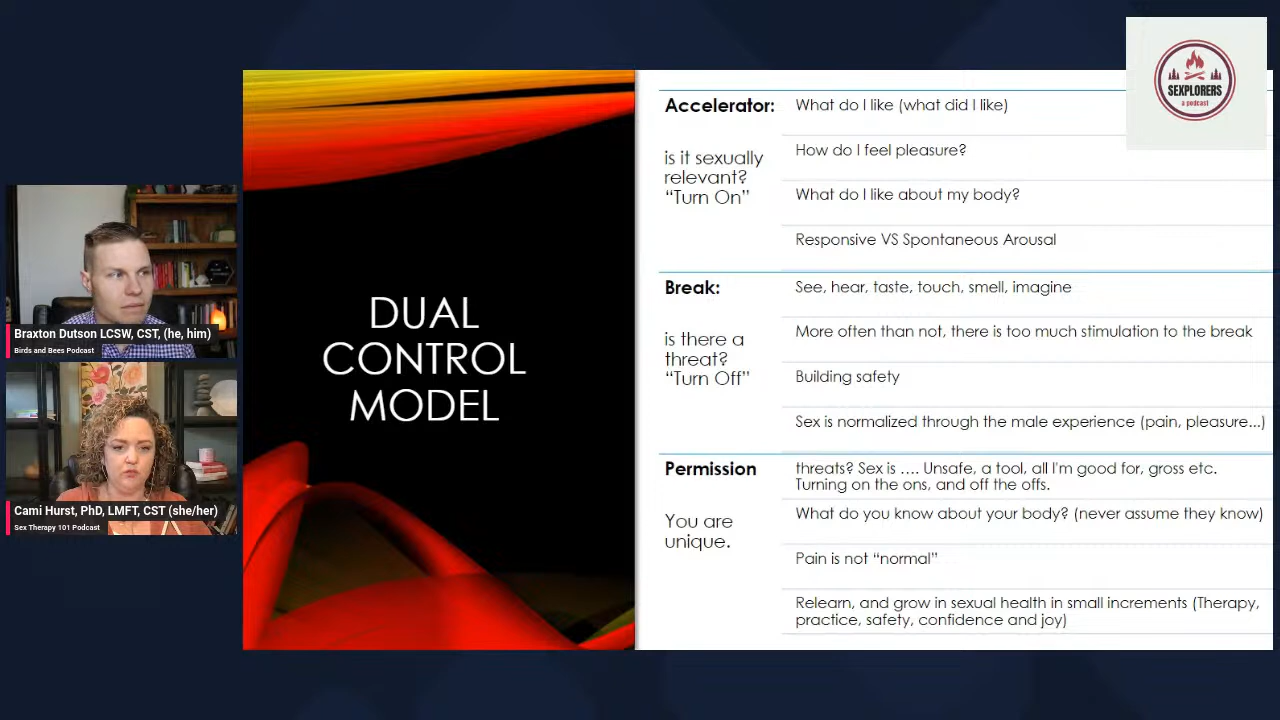 SEXPLORERS
a podcast
DUAL
CONTROL
MODEL
Accelerator:
is it sexually
relevant?
“Turn On”
What do I like (what did I like)
How do I feel pleasure?
What do I like about my body?
Responsive VS Spontaneous Arousal
Break:
is there a
threat?
“Turn Off”
See, hear, taste, touch, smell, imagine
More often than not, there is too much stimulation to the break
Building safety
Sex is normalized through the male experience (pain, pleasure...)
Permission
You are
unique.
threats? Sex is .... Unsafe, a tool, all I'm good for, gross etc.
Turning on the ons, and off the offs.
What do you know about your body? (never assume they know)
Pain is not “normal”
Relearn, and grow in sexual health in small increments (Therapy,
practice, safety, confidence and joy)
Braxton Dutson LCSW, CST, (he, him)
Birds and Bees Podcast
Cami Hurst, PhD, LMFT, CST (she/her)
Sex Therapy 101 Podcast